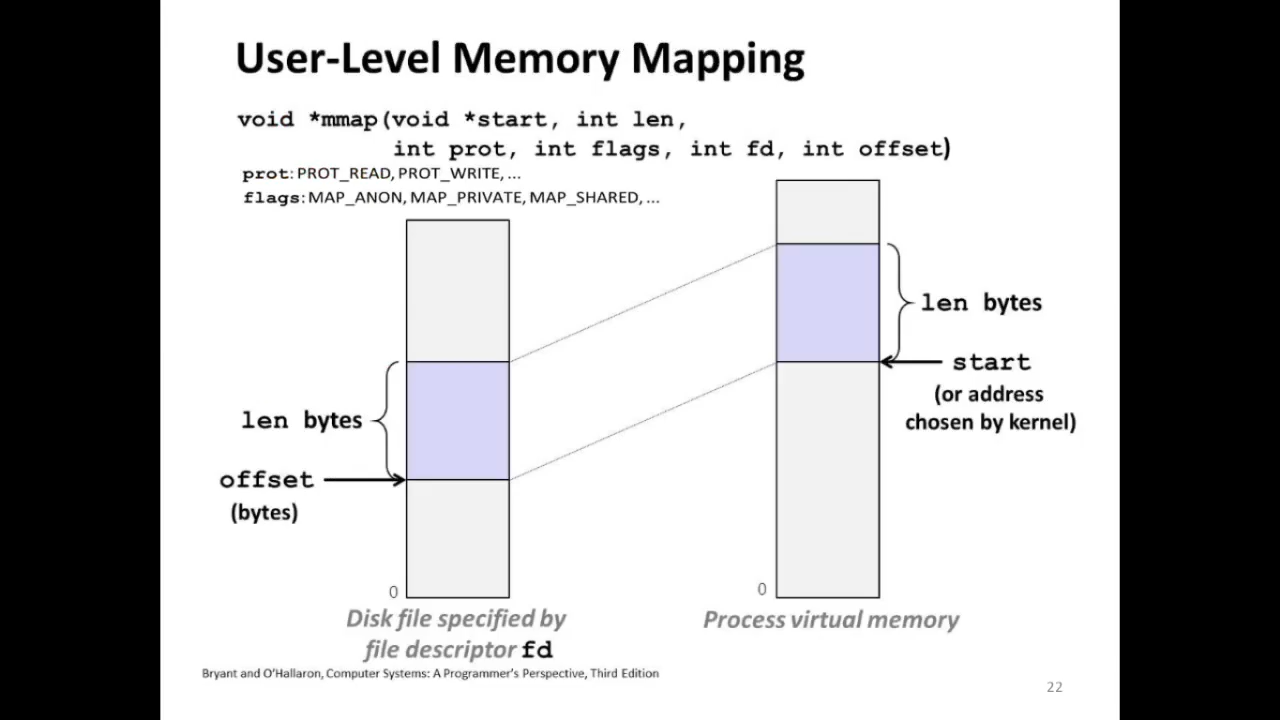 User-Level Memory Mapping
void *mmap(void *start, int len,
int prot, int flags, int fd, int offset)
prot: PROT_READ, PROT_WRITE, ...
flags: MAP_ANON, MAP_PRIVATE, MAP_SHARED, ...
len bytes
start
(or address
chosen by kernel)
len bytes
offset
(bytes)
0
0
Disk file specified by
file descriptor fd
Process virtual memory
Bryant and O'Hallaron, Computer Systems: A Programmer's Perspective, Third Edition
22